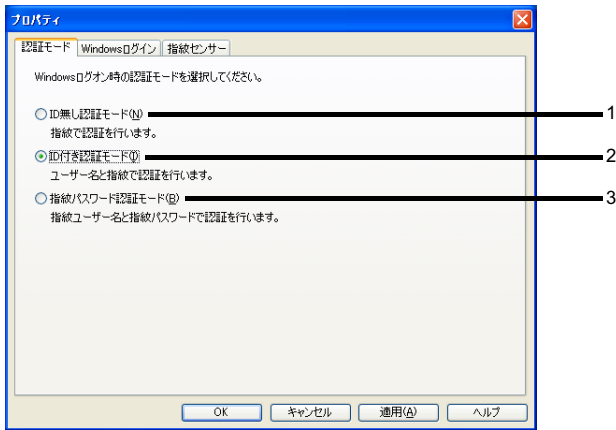 プロパティ
認証モード Windowsログイン 指紋センサー
Windowsログオン時の認証モードを選択してください。
ID無し認証モード(N) 1
指紋で認証を行います。
ID付き認証モード(I) 2
ユーザー名と指紋で認証を行います。
指紋パスワード認証モード(B) 3
指紋ユーザー名と指紋パスワードで認証を行います。
OK キャンセル 適用(A) ヘルプ